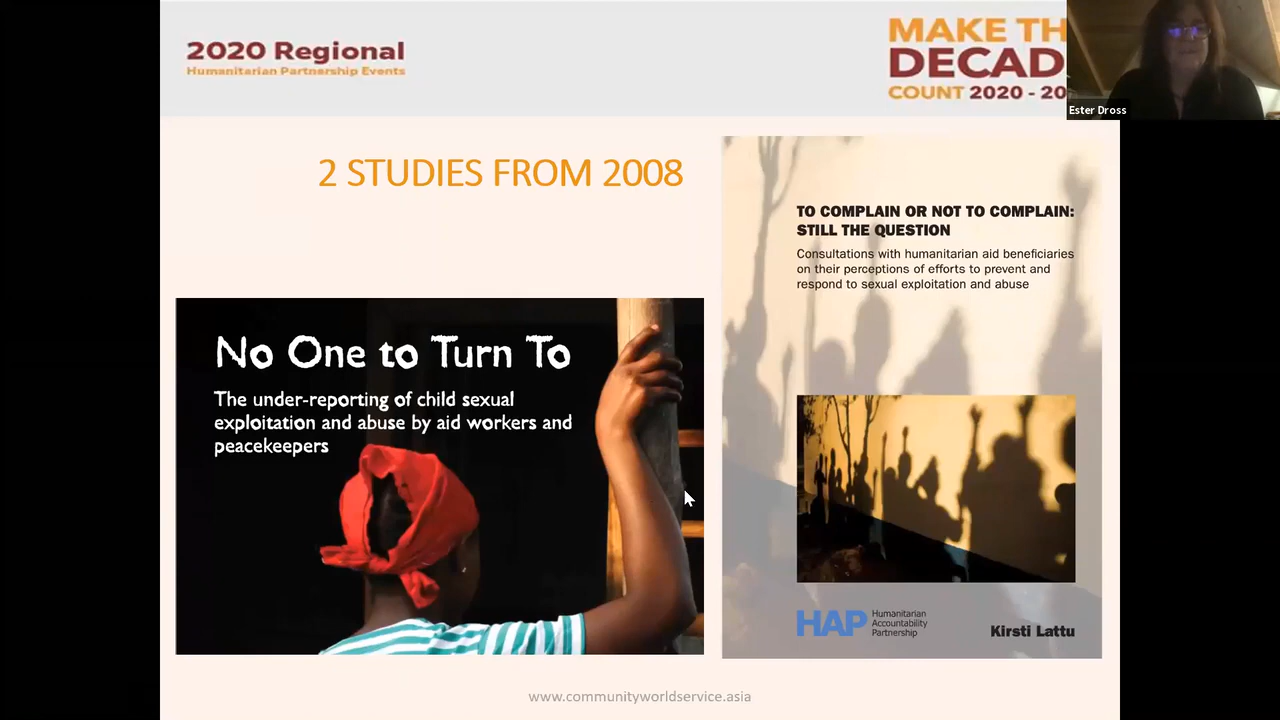 2020 Regional
Humanitarian Partnership Events
MAKE TH
DECAD
COUNT 2020 - 20
Ester Dross
2 STUDIES FROM 2008
No One to Turn To
The under-reporting of child sexual
exploitation and abuse by aid workers and
peacekeepers
TO COMPLAIN OR NOT TO COMPLAIN:
STILL THE QUESTION
Consultations with humanitarian aid beneficiaries
on their perceptions of efforts to prevent and
respond to sexual exploitation and abuse
HAP
Humanitarian
Accountability
Partnership
Kirsti Lattu
www.communityworldservice.asia